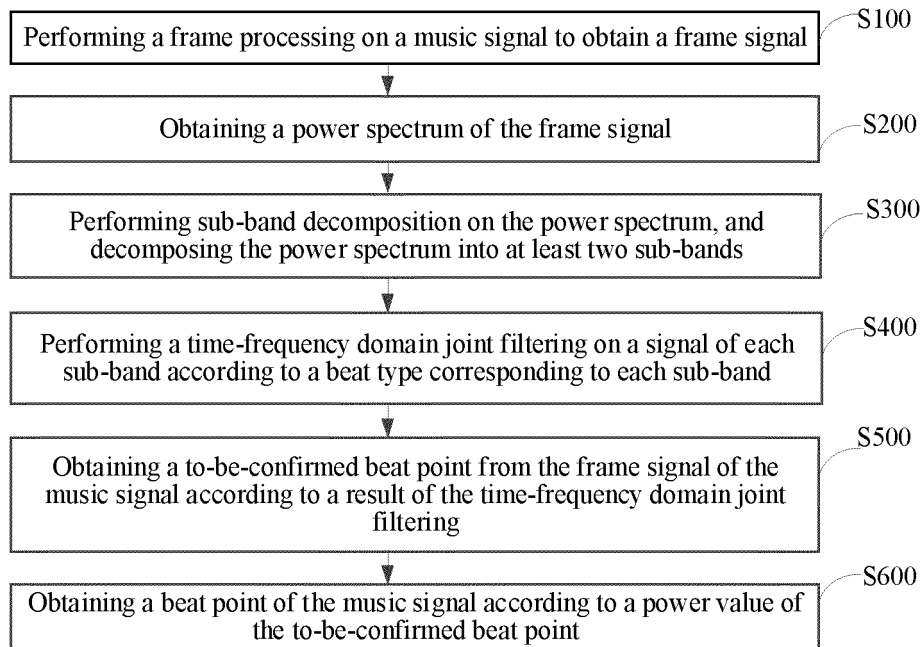 Performing a frame processing on a music signal to obtain a frame signal
S100
Obtaining a power spectrum of the frame signal
S200
Performing sub-band decomposition on the power spectrum, and
decomposing the power spectrum into at least two sub-bands
S300
Performing a time-frequency domain joint filtering on a signal of each
sub-band according to a beat type corresponding to each sub-band
S400
Obtaining a to-be-confirmed beat point from the frame signal of the
music signal according to a result of the time-frequency domain joint
filtering
S500
Obtaining a beat point of the music signal according to a power value of
the to-be-confirmed beat point
S600